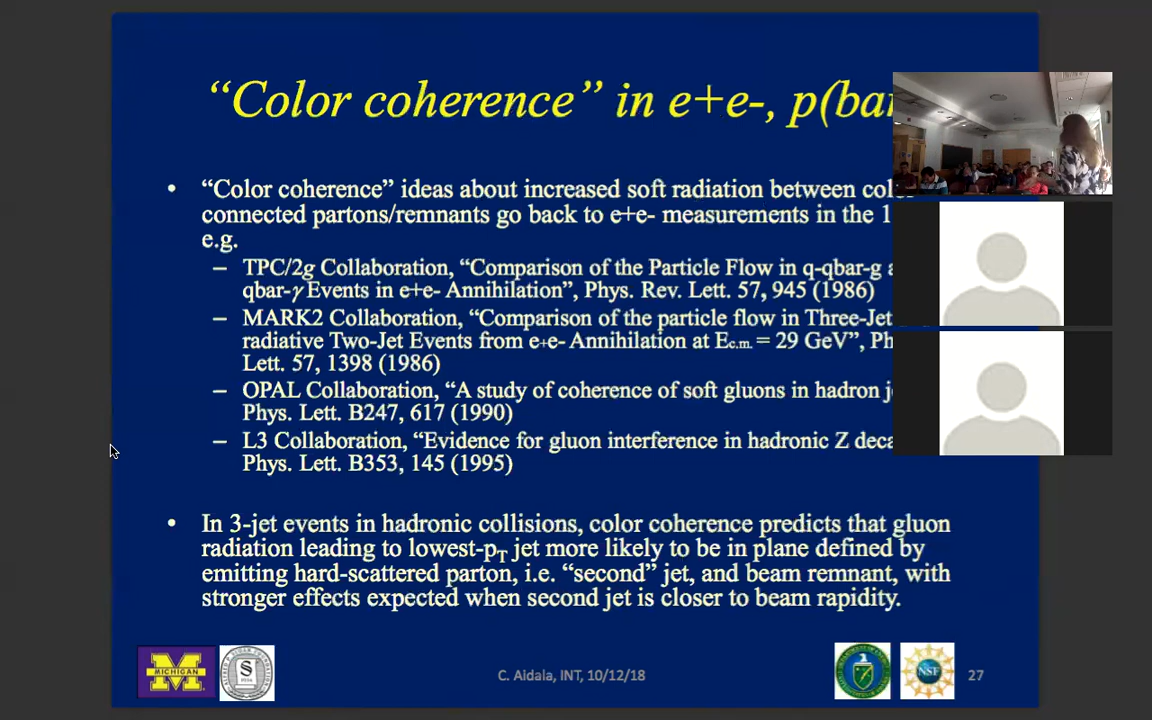 “Color coherence” in e+e-, p(bar
• “Color coherence” ideas about increased soft radiation between
connected partons/remnants go back to e+e- measurements in the
e.g.
– TPC/2g Collaboration, “Comparison of the Particle Flow in q-qbar-g
qbar-γ Events in e+e- Annihilation”, Phys. Rev. Lett. 57, 945 (1986)
– MARK2 Collaboration, “Comparison of the particle flow in Three-Jet
radiative Two-Jet Events from e+e- Annihilation at Ec.m. = 29 GeV”,
Lett. 57, 1398 (1986)
– OPAL Collaboration, “A study of coherence of soft gluons in hadron
Phys. Lett. B247, 617 (1990)
– L3 Collaboration, “Evidence for gluon interference in hadronic Z
Phys. Lett. B353, 145 (1995)
• In 3-jet events in hadronic collisions, color coherence predicts that gluon
radiation leading to lowest-pT jet more likely to be in plane defined by
emitting hard-scattered parton, i.e. “second” jet, and beam remnant, with
stronger effects expected when second jet is closer to beam rapidity.
M
MICHIGAN
S
C. Aidala, INT, 10/12/18
NSF
27